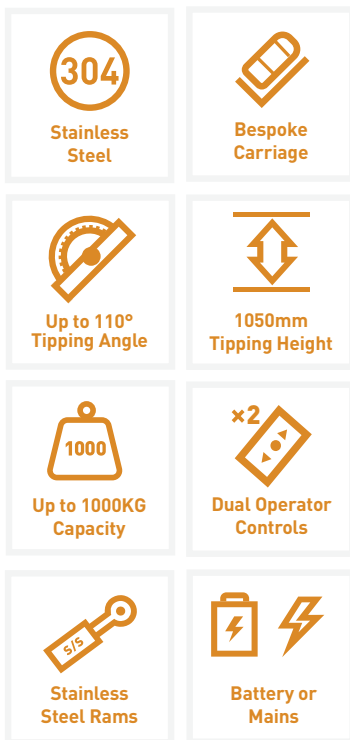 304
Stainless
Steel
Bespoke
Carriage
Up to 110°
Tipping Angle
1050mm
Tipping Height
1000
Up to 1000KG
Capacity
×2
Dual Operator
Controls
s/s
Stainless
Steel Rams
Battery or
Mains